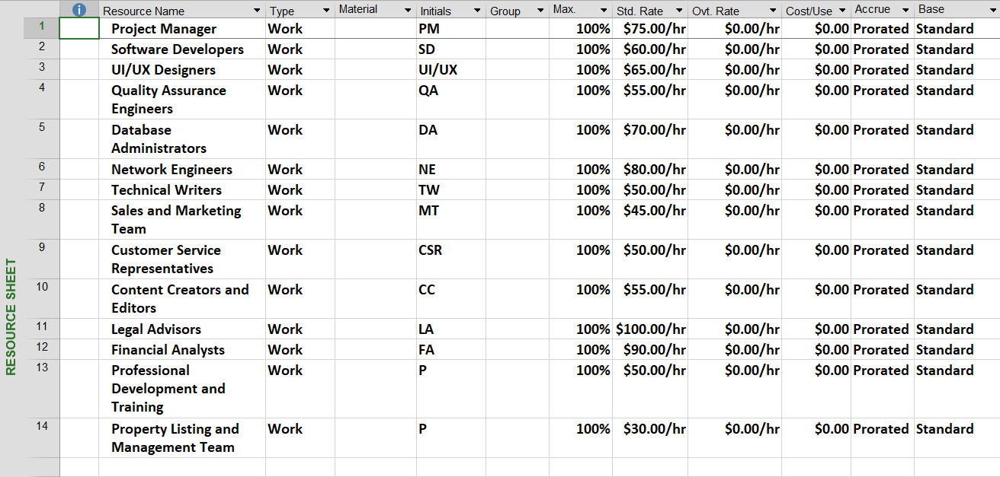 Resource Name Type Material Initials Group Max. Std. Rate Ovt. Rate Cost/Use Accrue Base
1 Project Manager Work PM 100% $75.00/hr $0.00/hr $0.00 Prorated Standard
2 Software Developers Work SD 100% $60.00/hr $0.00/hr $0.00 Prorated Standard
3 UI/UX Designers Work UI/UX 100% $65.00/hr $0.00/hr $0.00 Prorated Standard
4 Quality Assurance Work QA 100% $55.00/hr $0.00/hr $0.00 Prorated Standard
Engineers
5 Database Work DA 100% $70.00/hr $0.00/hr $0.00 Prorated Standard
Administrators
6 Network Engineers Work NE 100% $80.00/hr $0.00/hr $0.00 Prorated Standard
7 Technical Writers Work TW 100% $50.00/hr $0.00/hr $0.00 Prorated Standard
8 Sales and Marketing Work MT 100% $45.00/hr $0.00/hr $0.00 Prorated Standard
Team
9 Customer Service Work CSR 100% $50.00/hr $0.00/hr $0.00 Prorated Standard
Representatives
10 Content Creators and Work CC 100% $55.00/hr $0.00/hr $0.00 Prorated Standard
Editors
11 Legal Advisors Work LA 100% $100.00/hr $0.00/hr $0.00 Prorated Standard
12 Financial Analysts Work FA 100% $90.00/hr $0.00/hr $0.00 Prorated Standard
13 Professional Work P 100% $50.00/hr $0.00/hr $0.00 Prorated Standard
Development and
Training
14 Property Listing and Work P 100% $30.00/hr $0.00/hr $0.00 Prorated Standard
Management Team
RESOURCE SHEET